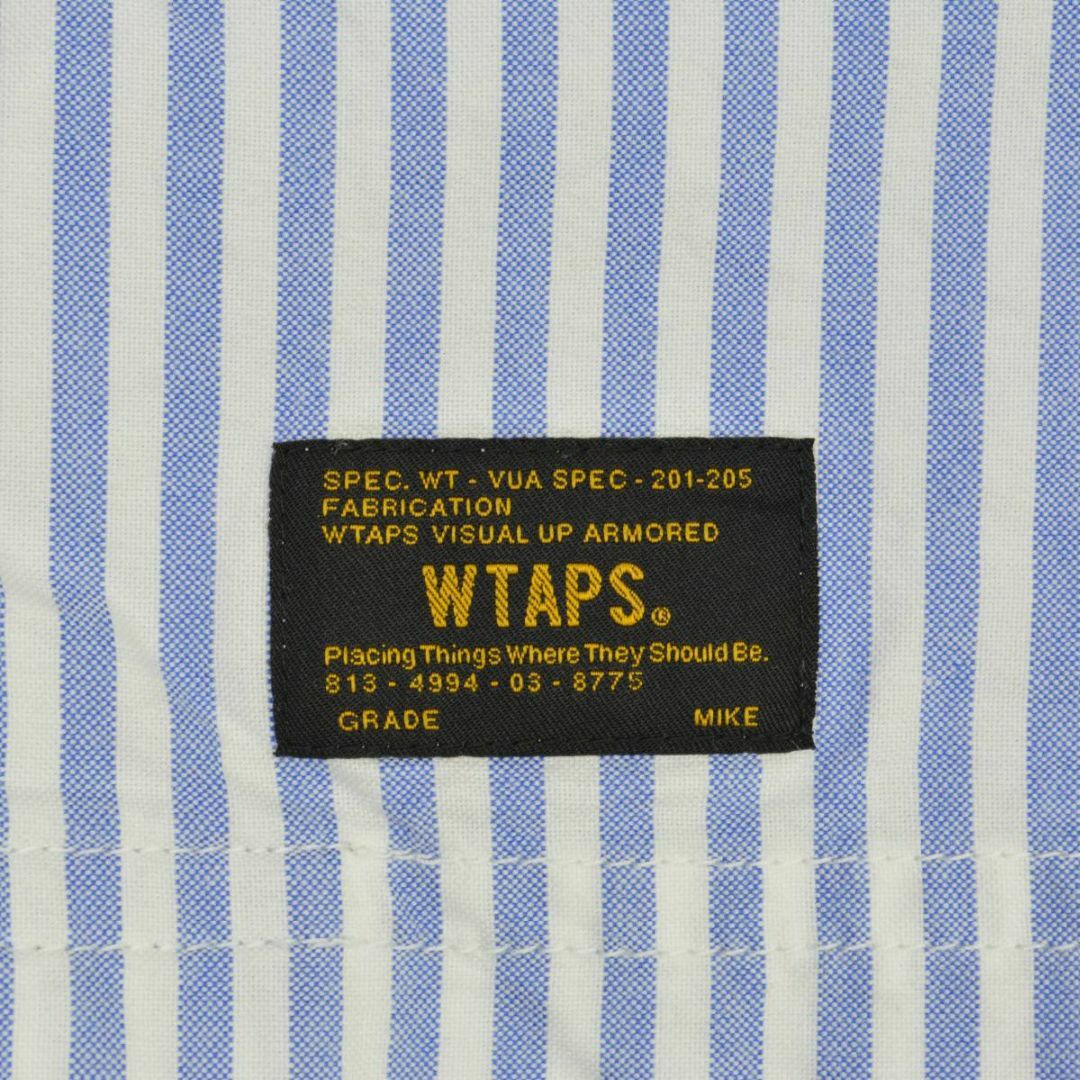 SPEC. WT - VUA SPEC - 201-205
FABRICATION
WTAPS VISUAL UP ARMORED
WTAPS.®
Placing Things Where They Should Be.
813 - 4994 - 03 - 8775
GRADE MIKE